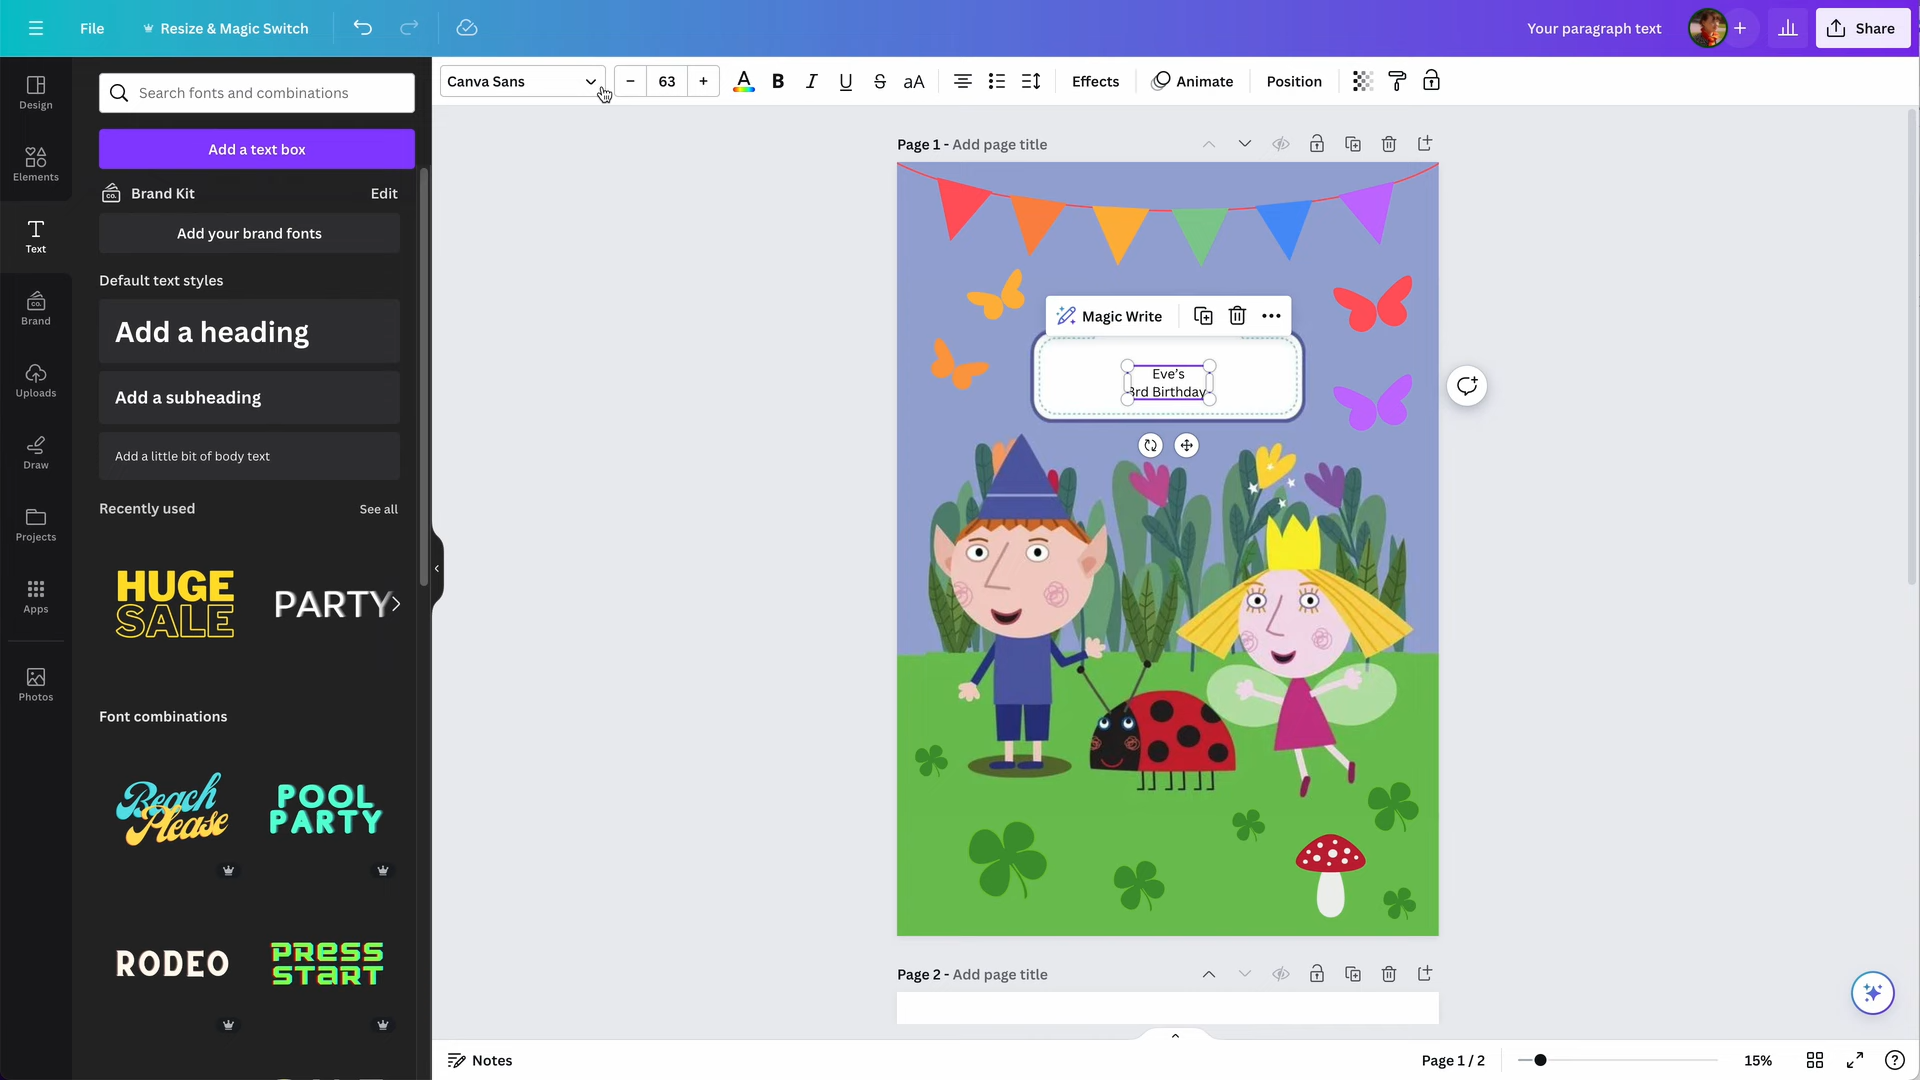 File
Resize & Magic Switch
Your paragraph text
Share
Design
Elements
Text
Brand
Uploads
Draw
Projects
Apps
Photos
Search fonts and combinations
Add a text box
Brand Kit
Edit
Add your brand fonts
Default text styles
Add a heading
Add a subheading
Add a little bit of body text
Recently used
See all
HUGE
SALE
PARTY
Font combinations
Beach
Please
POOL
PARTY
RODEO
PRESS
START
Canva Sans
63
A
B
I
U
S
aA
Effects
Animate
Position
Page 1 - Add page title
Magic Write
Eve's
3rd Birthday
Page 2 - Add page title
Notes
Page 1 / 2
15%